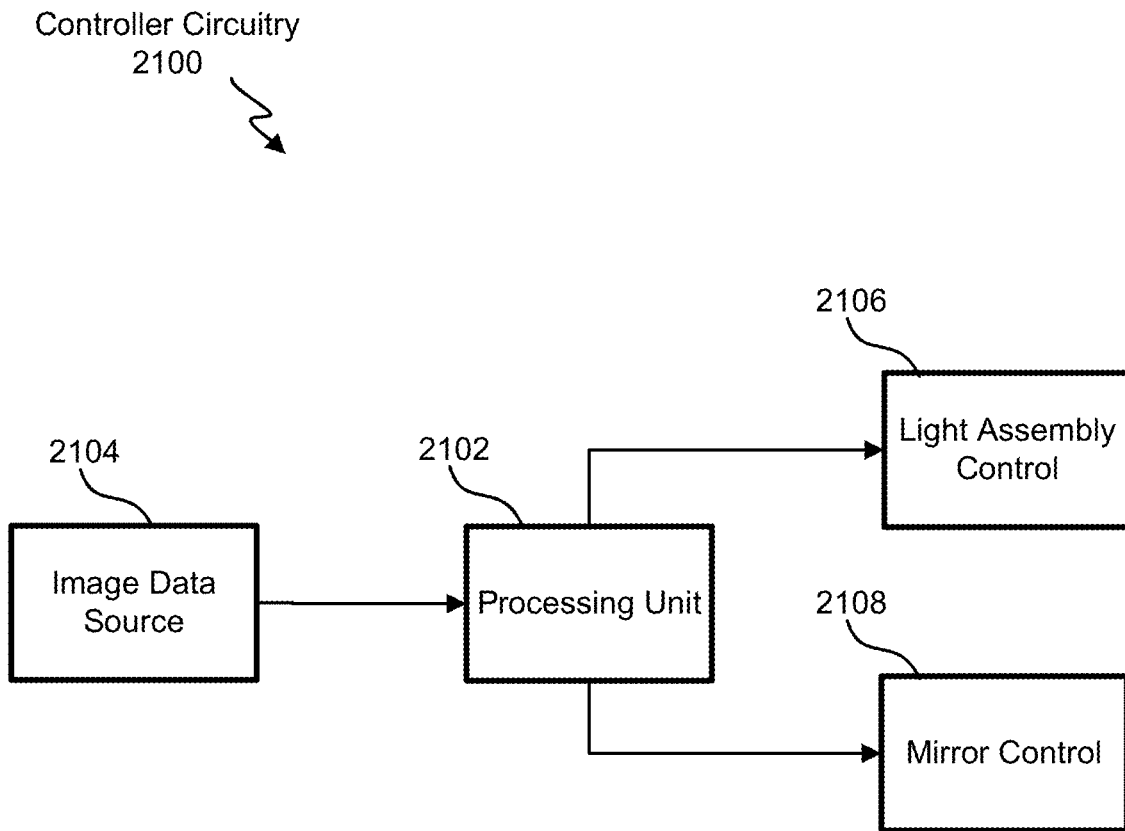 Controller Circuitry
2100
2106
Light Assembly
Control
2104
2102
Image Data
Source
Processing Unit
2108
Mirror Control